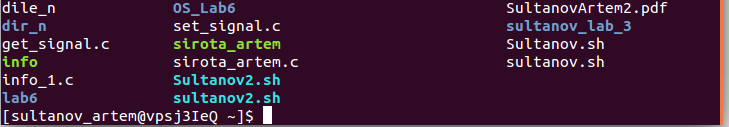 dile_n OS_Lab6 SultanovArtem2.pdf
dir_n set_signal.c sultanov_lab_3
get_signal.c sirota_artem Sultanov.sh
info sirota_artem.c sultanov.sh
info_1.c Sultanov2.sh
lab6 sultanov2.sh
[sultanov_artem@vpsj3IeQ ~]$